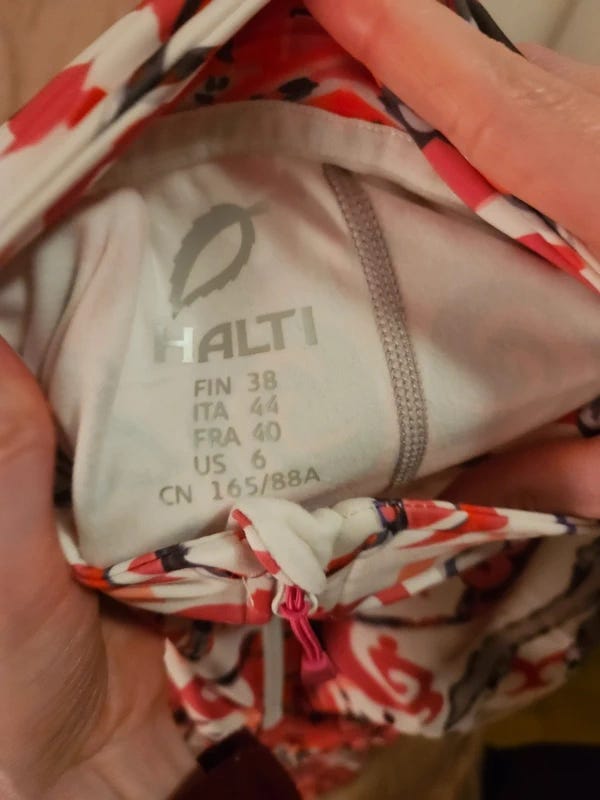 HALTI
FIN 38
ITA 44
FRA 40
US 6
CN 165/88A